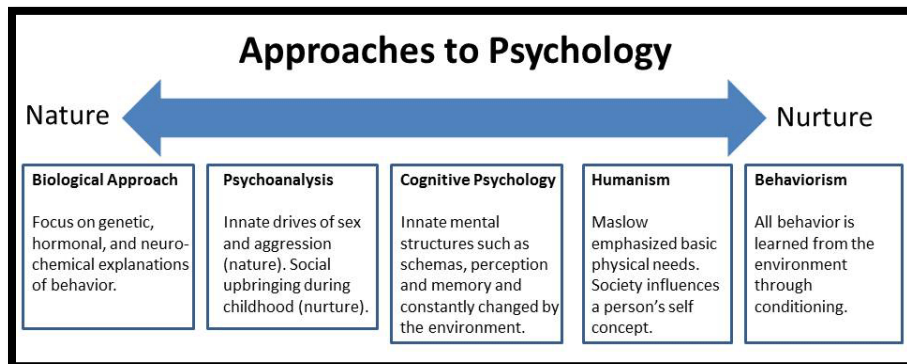 Approaches to Psychology
Nature
Nurture
Biological Approach
Focus on genetic,
hormonal, and neuro-
chemical explanations
of behavior.
Psychoanalysis
Innate drives of sex
and aggression
(nature). Social
upbringing during
childhood (nurture).
Cognitive Psychology
Innate mental
structures such as
schemas, perception
and memory and
constantly changed by
the environment.
Humanism
Maslow
emphasized basic
physical needs.
Society influences
a person's self
concept.
Behaviorism
All behavior is
learned from the
environment
through
conditioning.